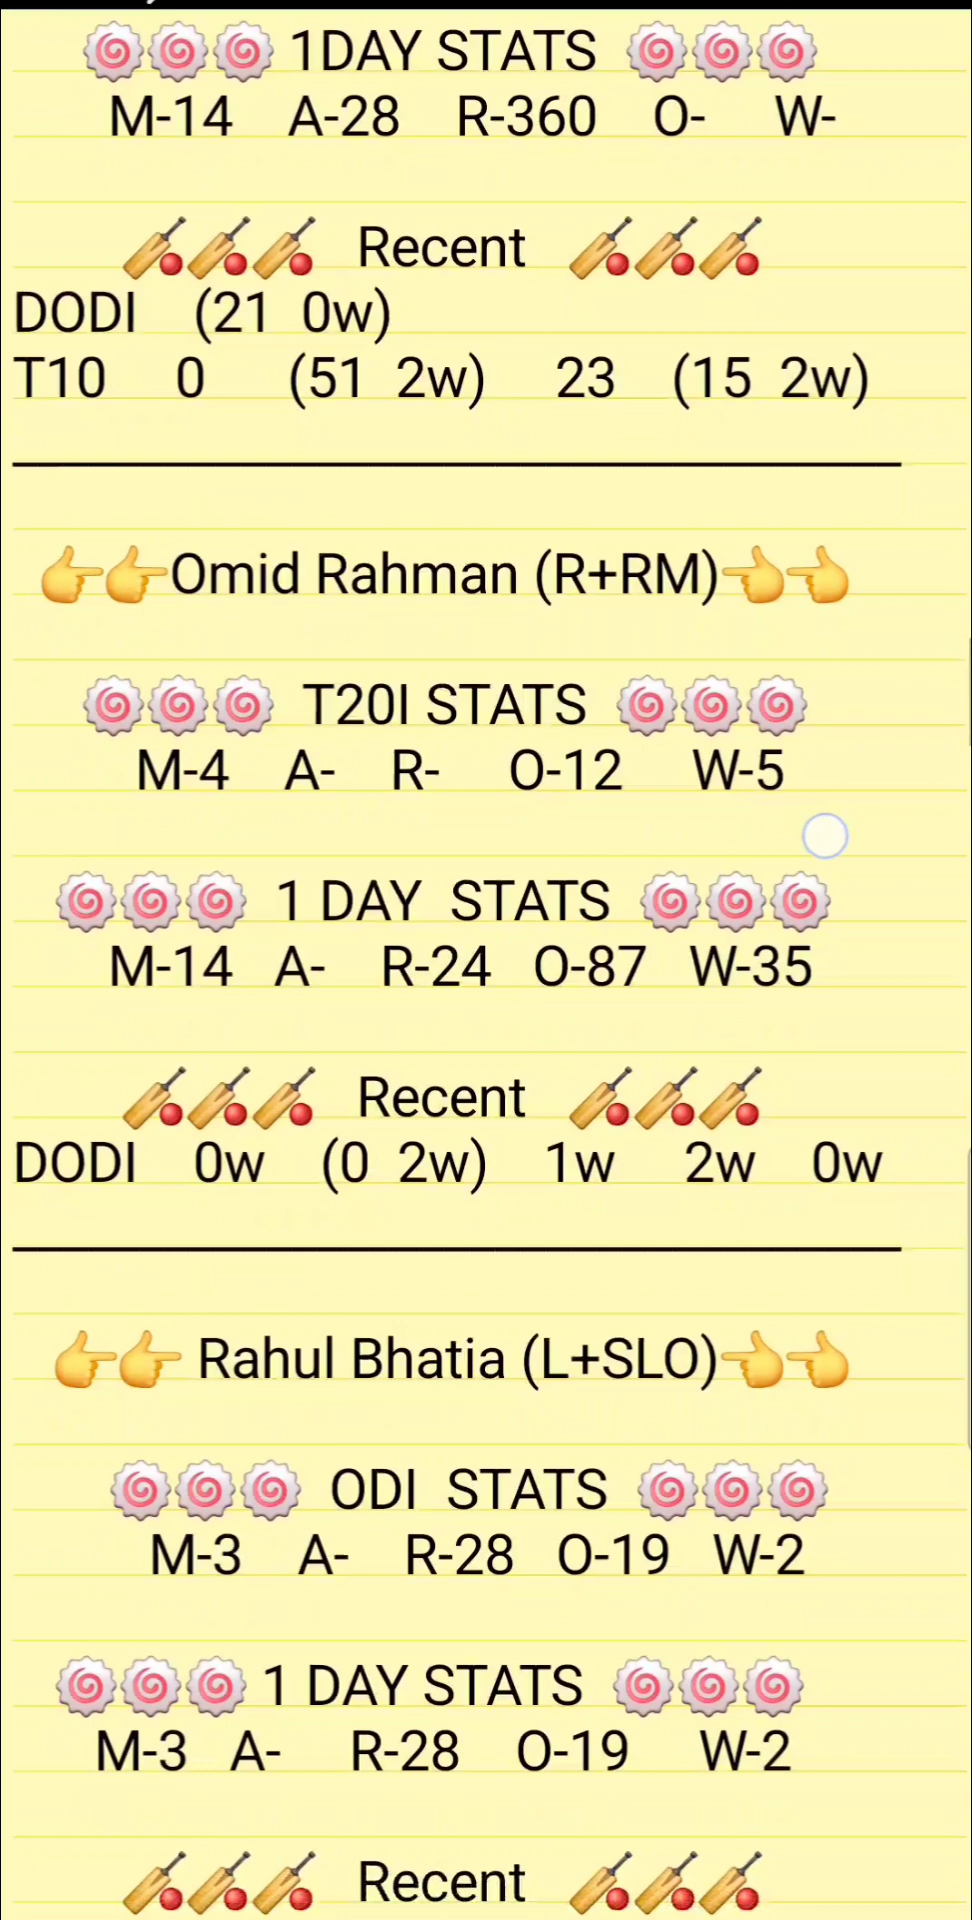 🍥🍥🍥 1DAY STATS 🍥🍥🍥
M-14 A-28 R-360 O- W-
🏏🏏🏏 Recent 🏏🏏🏏
DODI (21 0w)
T10 0 (51 2w) 23 (15 2w)
👉👉Omid Rahman (R+RM)👈👈
🍥🍥🍥 T20I STATS 🍥🍥🍥
M-4 A- R- O-12 W-5
🍥🍥🍥 1 DAY STATS 🍥🍥🍥
M-14 A- R-24 O-87 W-35
🏏🏏🏏 Recent 🏏🏏🏏
DODI 0w (0 2w) 1w 2w 0w
👉👉 Rahul Bhatia (L+SLO)👈👈
🍥🍥🍥 ODI STATS 🍥🍥🍥
M-3 A- R-28 O-19 W-2
🍥🍥🍥 1 DAY STATS 🍥🍥🍥
M-3 A- R-28 O-19 W-2
🏏🏏🏏 Recent 🏏🏏🏏